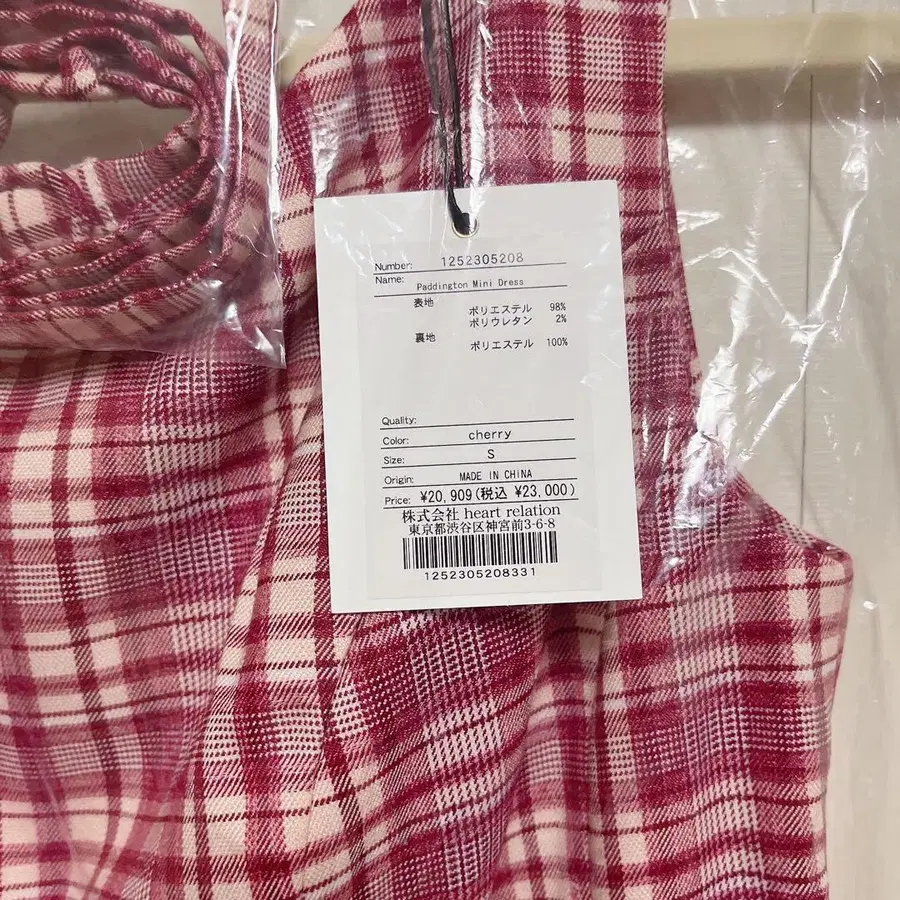 Number: 1252305208
Name: Paddington Mini Dress
表地 ポリエステル 98%
ポリウレタン 2%
裏地 ポリエステル 100%
Quality:
Color: cherry
Size: S
Origin: MADE IN CHINA
Price: ¥20,909(税込 ¥23,000)
株式会社 heart relation
東京都渋谷区神宮前3-6-8
1252305208331